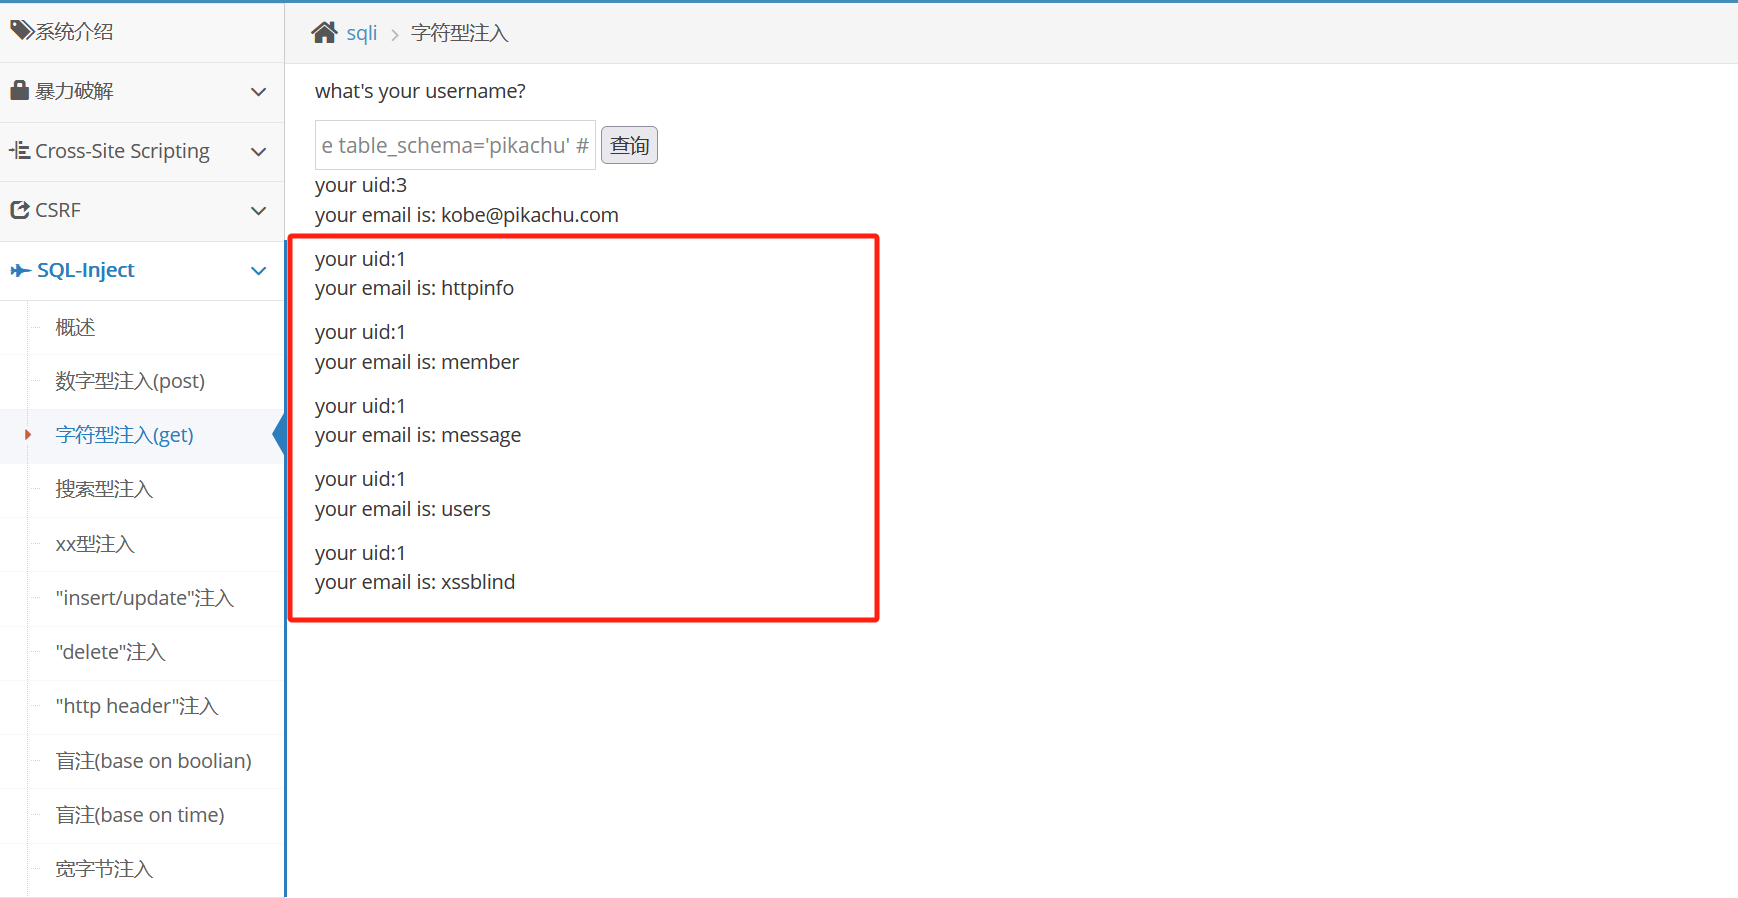 系统介绍
暴力破解
Cross-Site Scripting
CSRF
SQL-Inject
概述
数字型注入(post)
字符型注入(get)
搜索型注入
xx型注入
"insert/update"注入
"delete"注入
"http header"注入
盲注(base on boolian)
盲注(base on time)
宽字节注入
sqli > 字符型注入
what's your username?
e table_schema='pikachu' # 查询
your uid:3
your email is: kobe@pikachu.com
your uid:1
your email is: httpinfo
your uid:1
your email is: member
your uid:1
your email is: message
your uid:1
your email is: users
your uid:1
your email is: xssblind